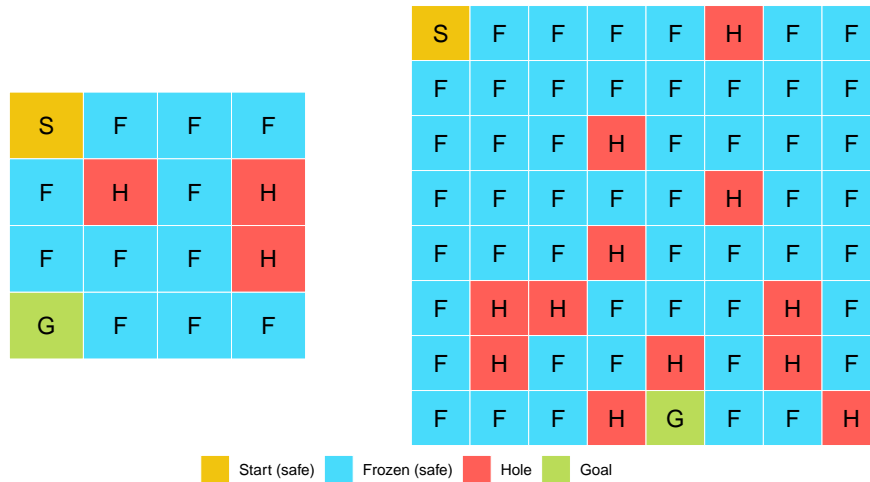 S F F F
F H F H
F F F H
G F F F
S F F F F H F F
F F F F F F F F
F F F H F F F F
F F F F F H F F
F F F H F F F F
F H H F F F H F
F H F F H F H F
F F F H G F F H
Start (safe) Frozen (safe) Hole Goal